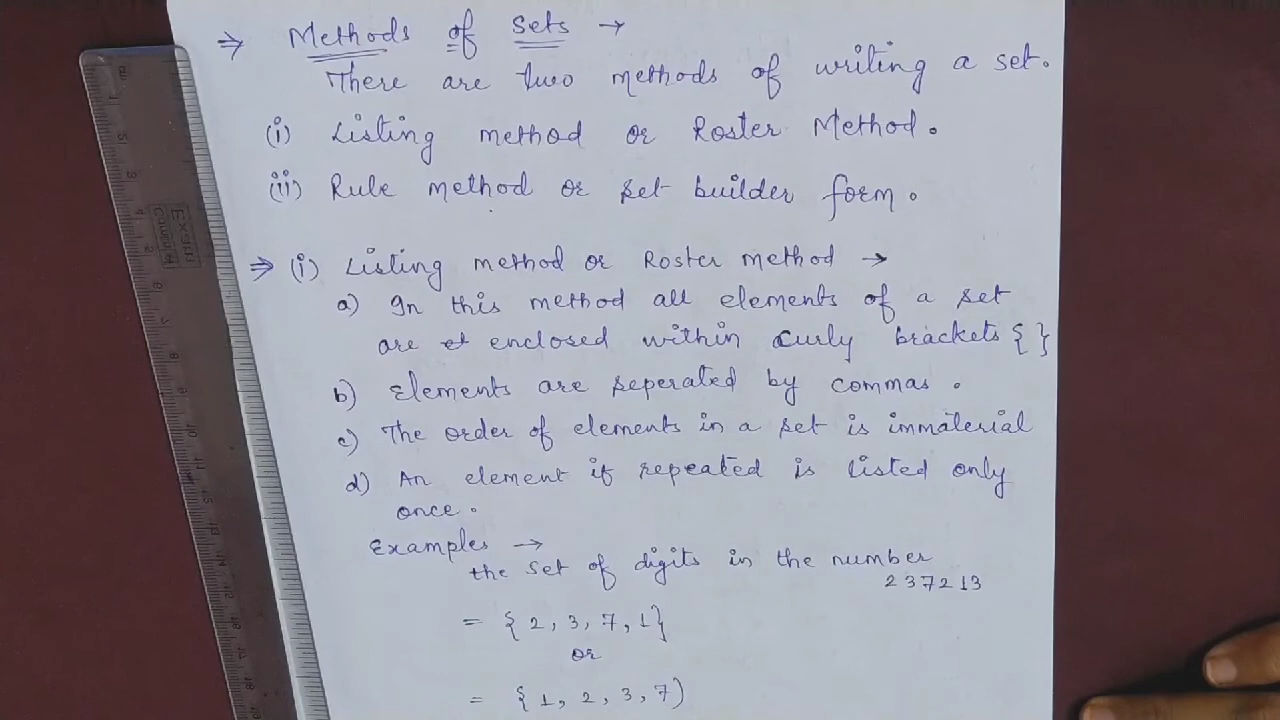 ⇒ Methods of Sets →
There are two methods of writing a set.
(i) Listing method or Roster Method.
(ii) Rule method or set builder form.
⇒ (i) Listing method or Roster method →
a) In this method all elements of a set
are et enclosed within curly brackets { }
b) Elements are seperated by commas.
c) The order of elements in a set is immaterial
d) An element if repeated is listed only
once.
Examples →
the set of digits in the number
237213
= {2, 3, 7, 1}
or
= {1, 2, 3, 7)